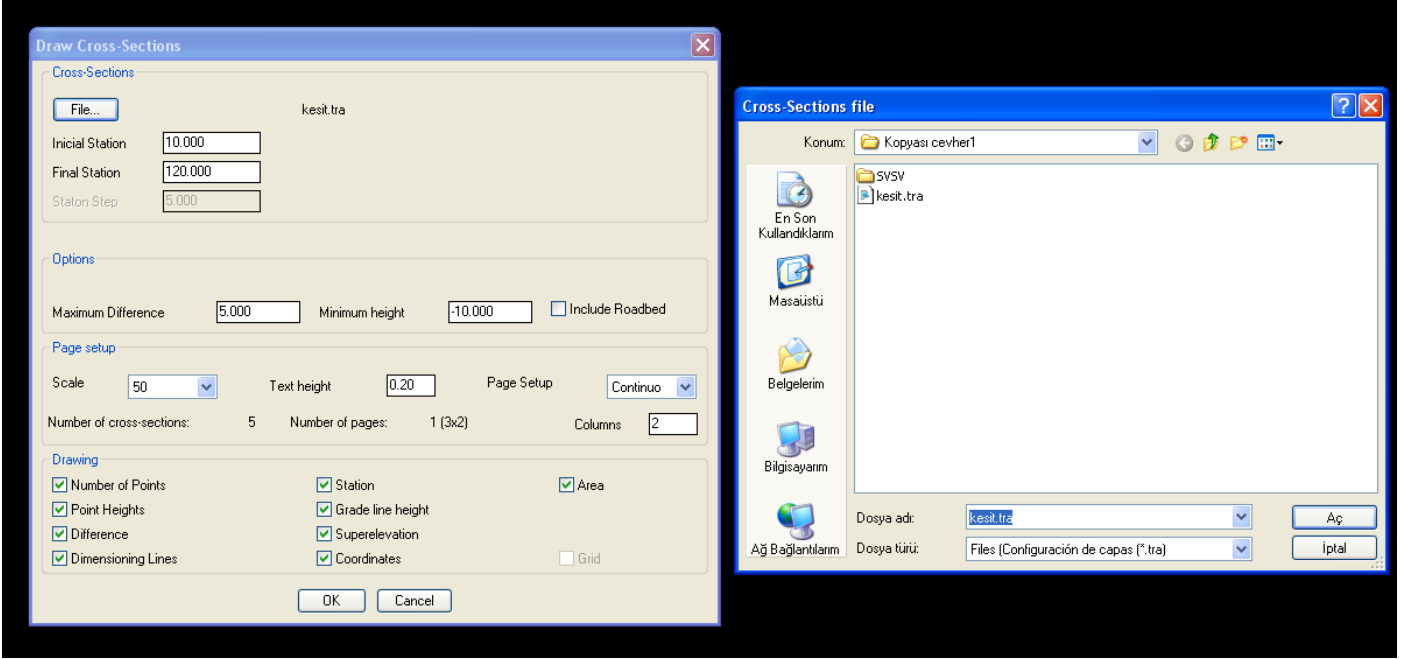 Draw Cross-Sections
Cross-Sections
File...
kesit.tra
Inicial Station 10.000
Final Station 120.000
Staton Step 5.000
Options
Maximum Difference 5.000 Minimum height -10.000 Include Roadbed
Page setup
Scale 50 Text height 0.20 Page Setup Continuo
Number of cross-sections: 5 Number of pages: 1 (3x2) Columns 2
Drawing
Number of Points Station Area
Point Heights Grade line height
Difference Superelevation
Dimensioning Lines Coordinates Grid
OK Cancel
Cross-Sections file
Konum: Kopyası cevher1
SVSV
kesit.tra
En Son
Kullandıklarım
Masaüstü
Belgelerim
Bilgisayarım
Ağ Bağlantılarım
Dosya adı: kesit.tra Aç
Dosya türü: Files (Configuración de capas (*.tra) İptal